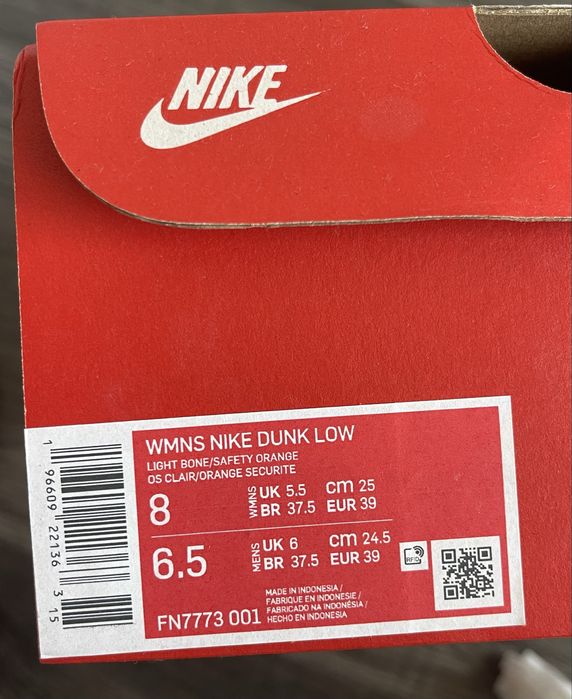 NIKE
WMNS NIKE DUNK LOW
LIGHT BONE/SAFETY ORANGE
OS CLAIR/ORANGE SECURITE
8 WMNS UK 5.5 cm 25
BR 37.5 EUR 39
6.5 MENS UK 6 cm 24.5
BR 37.5 EUR 39
RFID
FN7773 001
MADE IN INDONESIA /
FABRIQUE EN INDONESIE /
FABRICADO NA INDONÉSIA /
HECHO EN INDONESIA
1 96609 22136 3 15